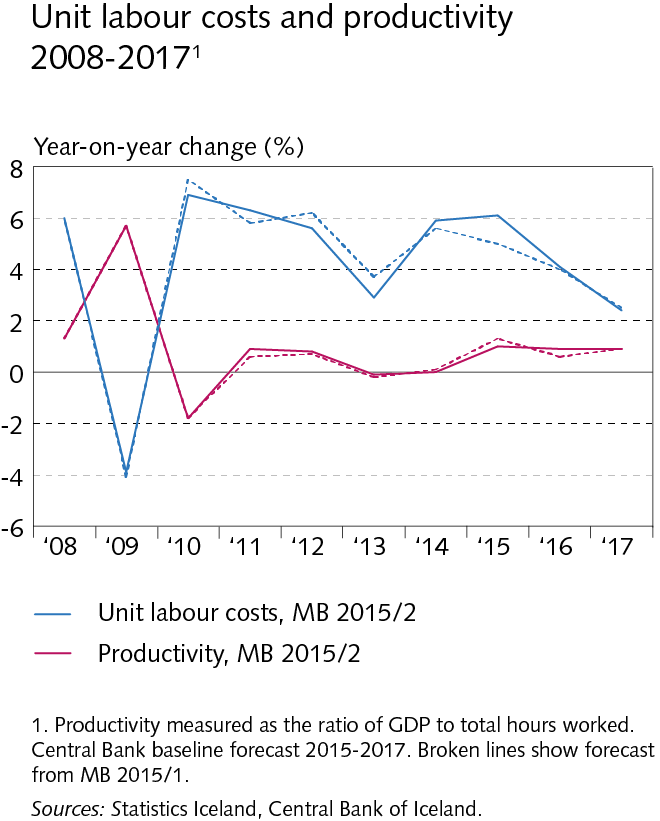 Unit labour costs and productivity
2008-2017¹
Year-on-year change (%)
8
6
4
2
0
-2
-4
-6
‘08 ‘09 ‘10 ‘11 ‘12 ‘13 ‘14 ‘15 ‘16 ‘17
Unit labour costs, MB 2015/2
Productivity, MB 2015/2
1. Productivity measured as the ratio of GDP to total hours worked.
Central Bank baseline forecast 2015-2017. Broken lines show forecast
from MB 2015/1.
Sources: Statistics Iceland, Central Bank of Iceland.